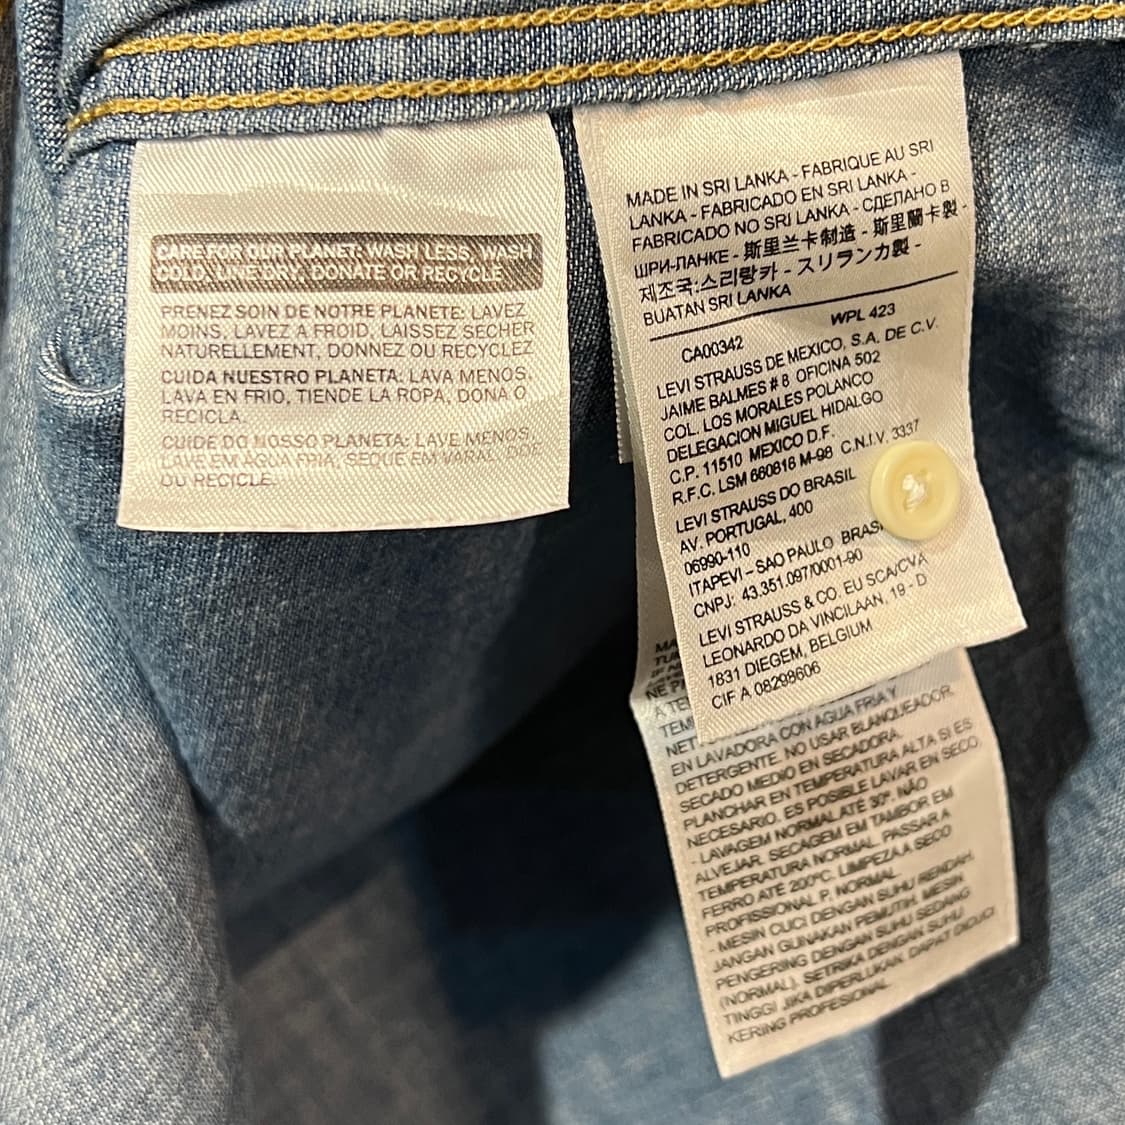 CARE FOR OUR PLANET: WASH LESS, WASH
COLD, LINE DRY, DONATE OR RECYCLE
PRENEZ SOIN DE NOTRE PLANETE: LAVEZ
MOINS, LAVEZ A FROID, LAISSEZ SECHER
NATURELLEMENT, DONNEZ OU RECYCLEZ
CUIDA NUESTRO PLANETA: LAVA MENOS,
LAVA EN FRIO, TIENDE LA ROPA, DONA O
RECICLA.
CUIDE DO NOSSO PLANETA: LAVE MENOS,
LAVE EM AGUA FRIA, SEQUE EM VARAL, DOE
OU RECICLE.
MADE IN SRI LANKA - FABRIQUE AU SRI
LANKA - FABRICADO EN SRI LANKA -
FABRICADO NO SRI LANKA - СДЕЛАНО В
ШРИ-ЛАНКЕ - 斯里兰卡制造 - 斯里蘭卡製 -
제조국:스리랑카 - スリランカ製 -
BUATAN SRI LANKA
WPL 423
CA00342
LEVI STRAUSS DE MEXICO, S.A. DE C.V.
JAIME BALMES # 8 OFICINA 502
COL. LOS MORALES POLANCO
DELEGACION MIGUEL HIDALGO
C.P. 11510 MEXICO D.F.
R.F.C. LSM 660816 M-98 C.N.I.V. 3337
LEVI STRAUSS DO BRASIL
AV. PORTUGAL, 400
06990-110
ITAPEVI - SAO PAULO BRAS
CNPJ: 43.351.097/0001-90
LEVI STRAUSS & CO. EU SCA/CVA
LEONARDO DA VINCILAAN, 19 - D
1831 DIEGEM, BELGIUM
CIF A 08298606
MA
TU
NE
A TE
TEM
NET
EN LAVADORA CON AGUA FRIA Y
DETERGENTE. NO USAR BLANQUEADOR.
SECADO MEDIO EN SECADORA.
PLANCHAR EN TEMPERATURA ALTA SI ES
NECESARIO. ES POSIBLE LAVAR EN SECO.
- LAVAGEM NORMAL ATÉ 30º. NÃO
ALVEJAR. SECAGEM EM TAMBOR EM
TEMPERATURA NORMAL. PASSAR A
FERRO ATÉ 200ºC. LIMPEZA A SECO
PROFISSIONAL P. NORMAL.
- MESIN CUCI DENGAN SUHU RENDAH.
JANGAN GUNAKAN PEMUTIH. MESIN
PENGERING DENGAN SUHU SEDANG
(NORMAL). SETRIKA DENGAN SUHU
TINGGI JIKA DIPERLUKAN. DAPAT DICUCI
KERING PROFESIONAL.